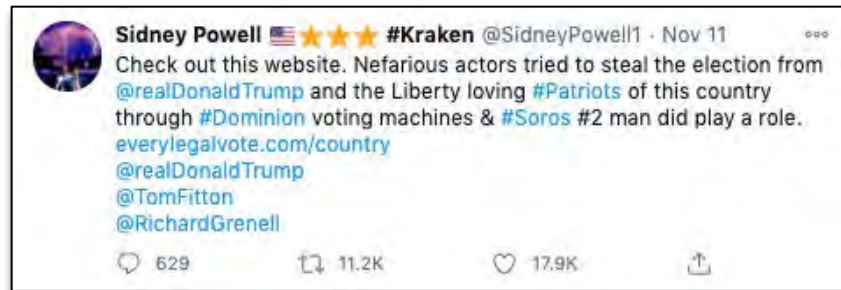 Sidney Powell 🇺🇸⭐⭐⭐ #Kraken @SidneyPowell1 · Nov 11
Check out this website. Nefarious actors tried to steal the election from
@realDonaldTrump and the Liberty loving #Patriots of this country
through #Dominion voting machines & #Soros #2 man did play a role.
everylegalvote.com/country
@realDonaldTrump
@TomFitton
@RichardGrenell
629 11.2K 17.9K